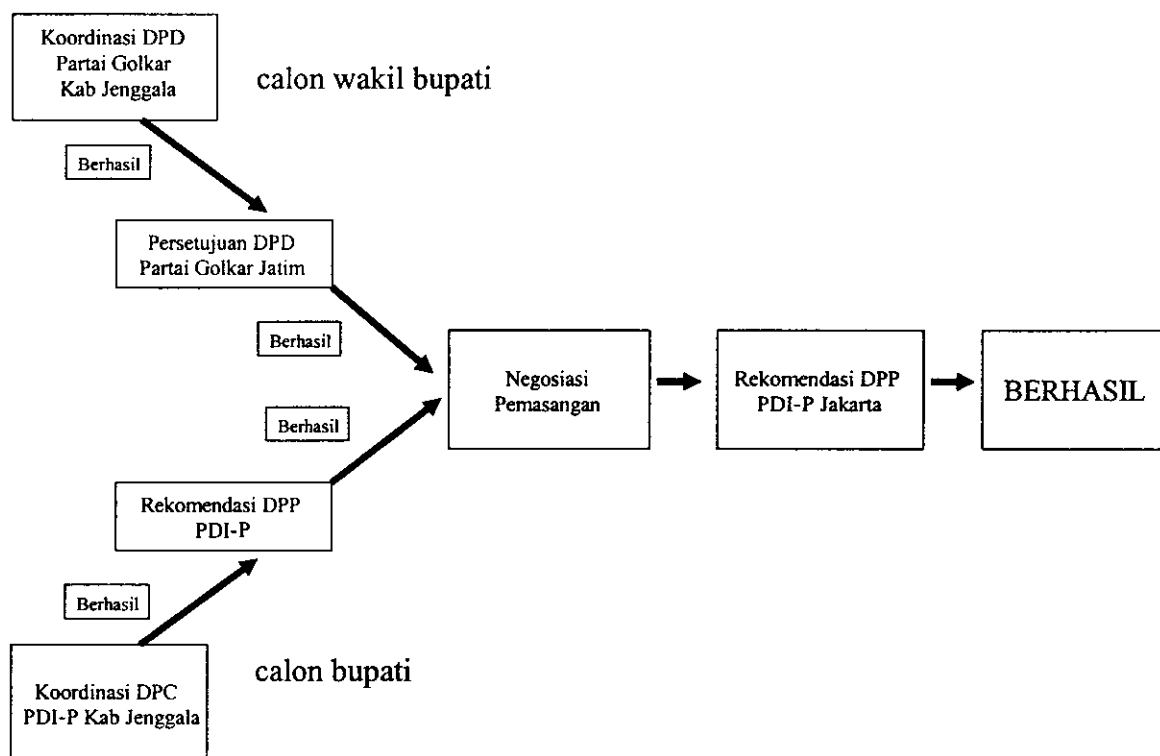 Koordinasi DPD
Partai Golkar
Kab Jenggala
calon wakil bupati
Berhasil
Persetujuan DPD
Partai Golkar Jatim
Berhasil
Negosiasi
Pemasangan
Rekomendasi DPP
PDI-P Jakarta
BERHASIL
Berhasil
Rekomendasi DPP
PDI-P
Berhasil
calon bupati
Koordinasi DPC
PDI-P Kab Jenggala